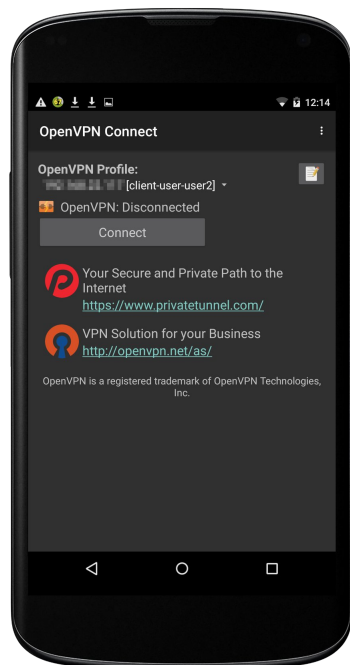 12:14
OpenVPN Connect
OpenVPN Profile:
[client-user-user2]
OpenVPN: Disconnected
Connect
Your Secure and Private Path to the
Internet
https://www.privatetunnel.com/
VPN Solution for your Business
http://openvpn.net/as/
OpenVPN is a registered trademark of OpenVPN Technologies,
Inc.